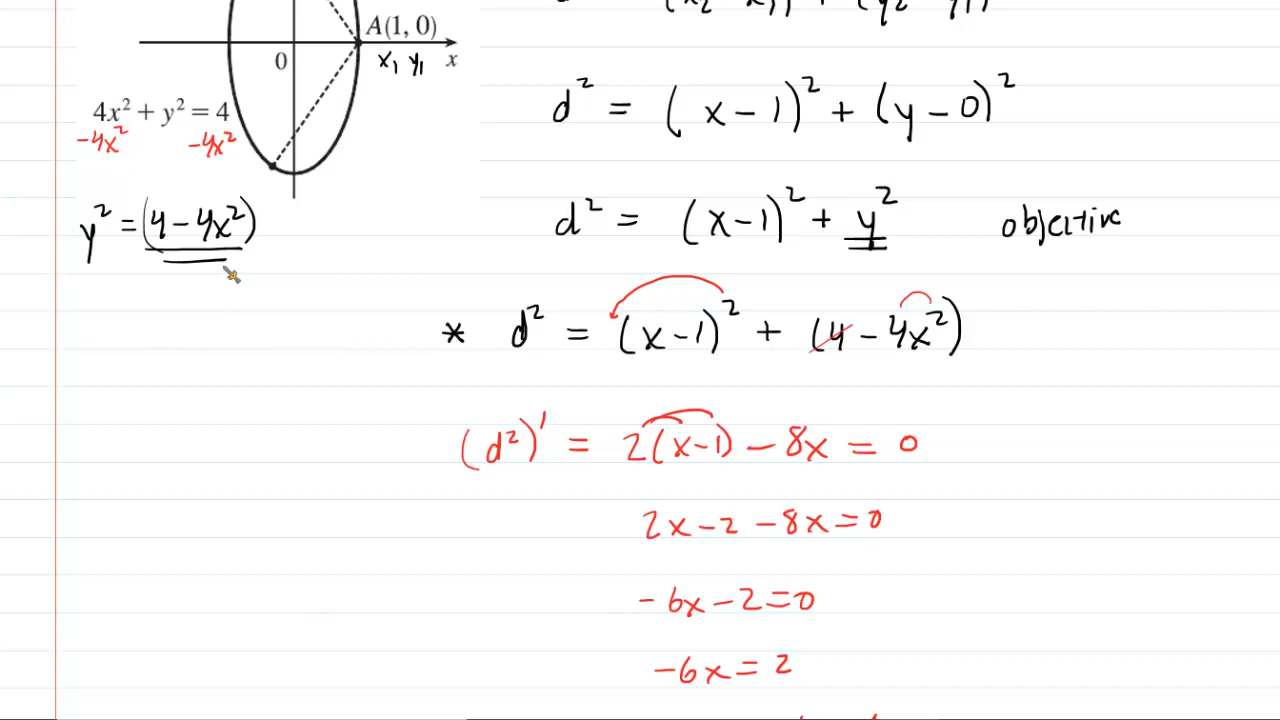 A(1, 0)
0 x₁ y₁ x
4x² + y² = 4
-4x² -4x²
y² = (4 - 4x²)
d² = (x - 1)² + (y - 0)²
d² = (x-1)² + y² objective
* d² = (x-1)² + (4 - 4x²)
(d²)' = 2(x-1) - 8x = 0
2x - 2 - 8x = 0
-6x - 2 = 0
-6x = 2